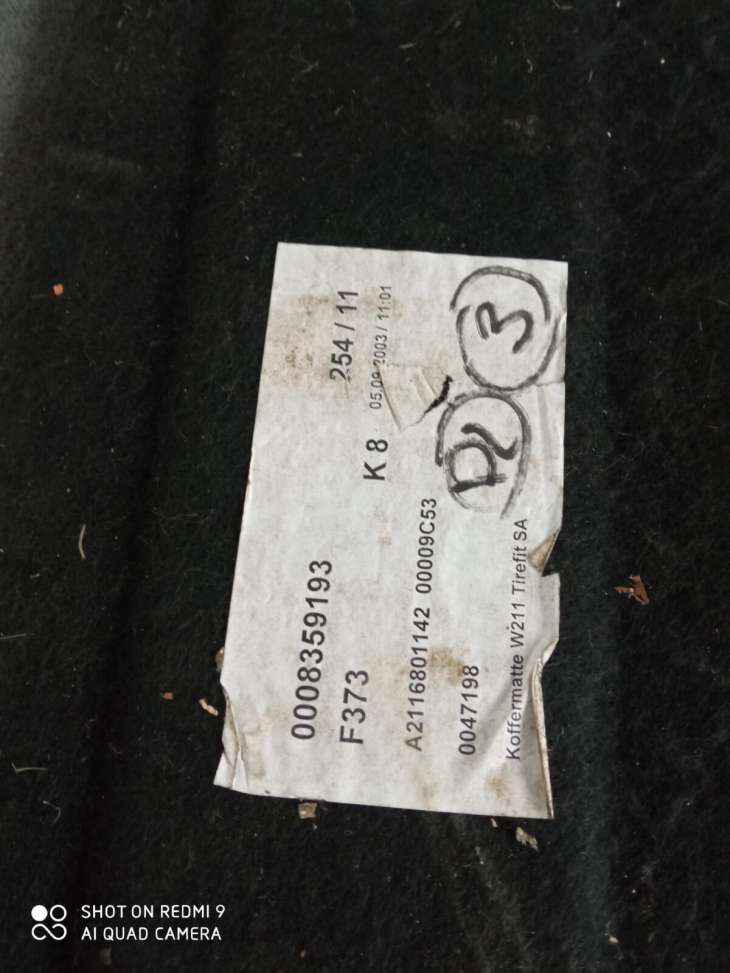 0008359193
254 / 11
F373
K 8
05.09.2003 / 11:01
A2116801142 00009C53
0047198
3
Koffermatte W211 Tirefit SA
SHOT ON REDMI 9
AI QUAD CAMERA